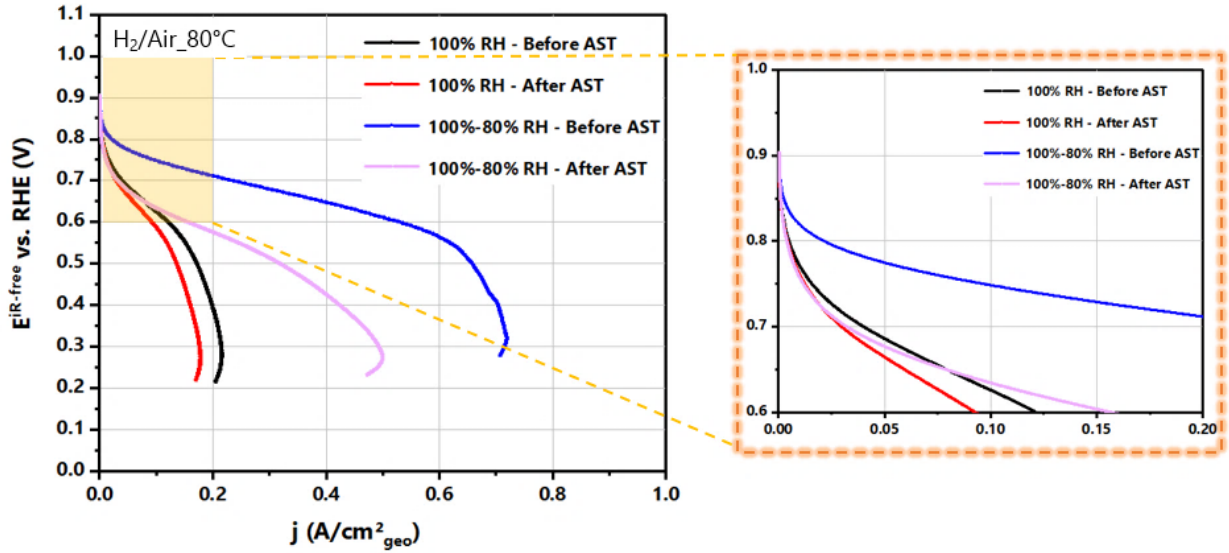 H₂/Air_80°C
100% RH - Before AST
100% RH - After AST
100%-80% RH - Before AST
100%-80% RH - After AST
1.1
1.0
0.9
0.8
0.7
0.6
0.5
0.4
0.3
0.2
0.1
0.0
E^iR-free vs. RHE (V)
0.0 0.2 0.4 0.6 0.8 1.0
j (A/cm²geo)
100% RH - Before AST
100% RH - After AST
100%-80% RH - Before AST
100%-80% RH - After AST
1.0
0.9
0.8
0.7
0.6
0.00 0.05 0.10 0.15 0.20